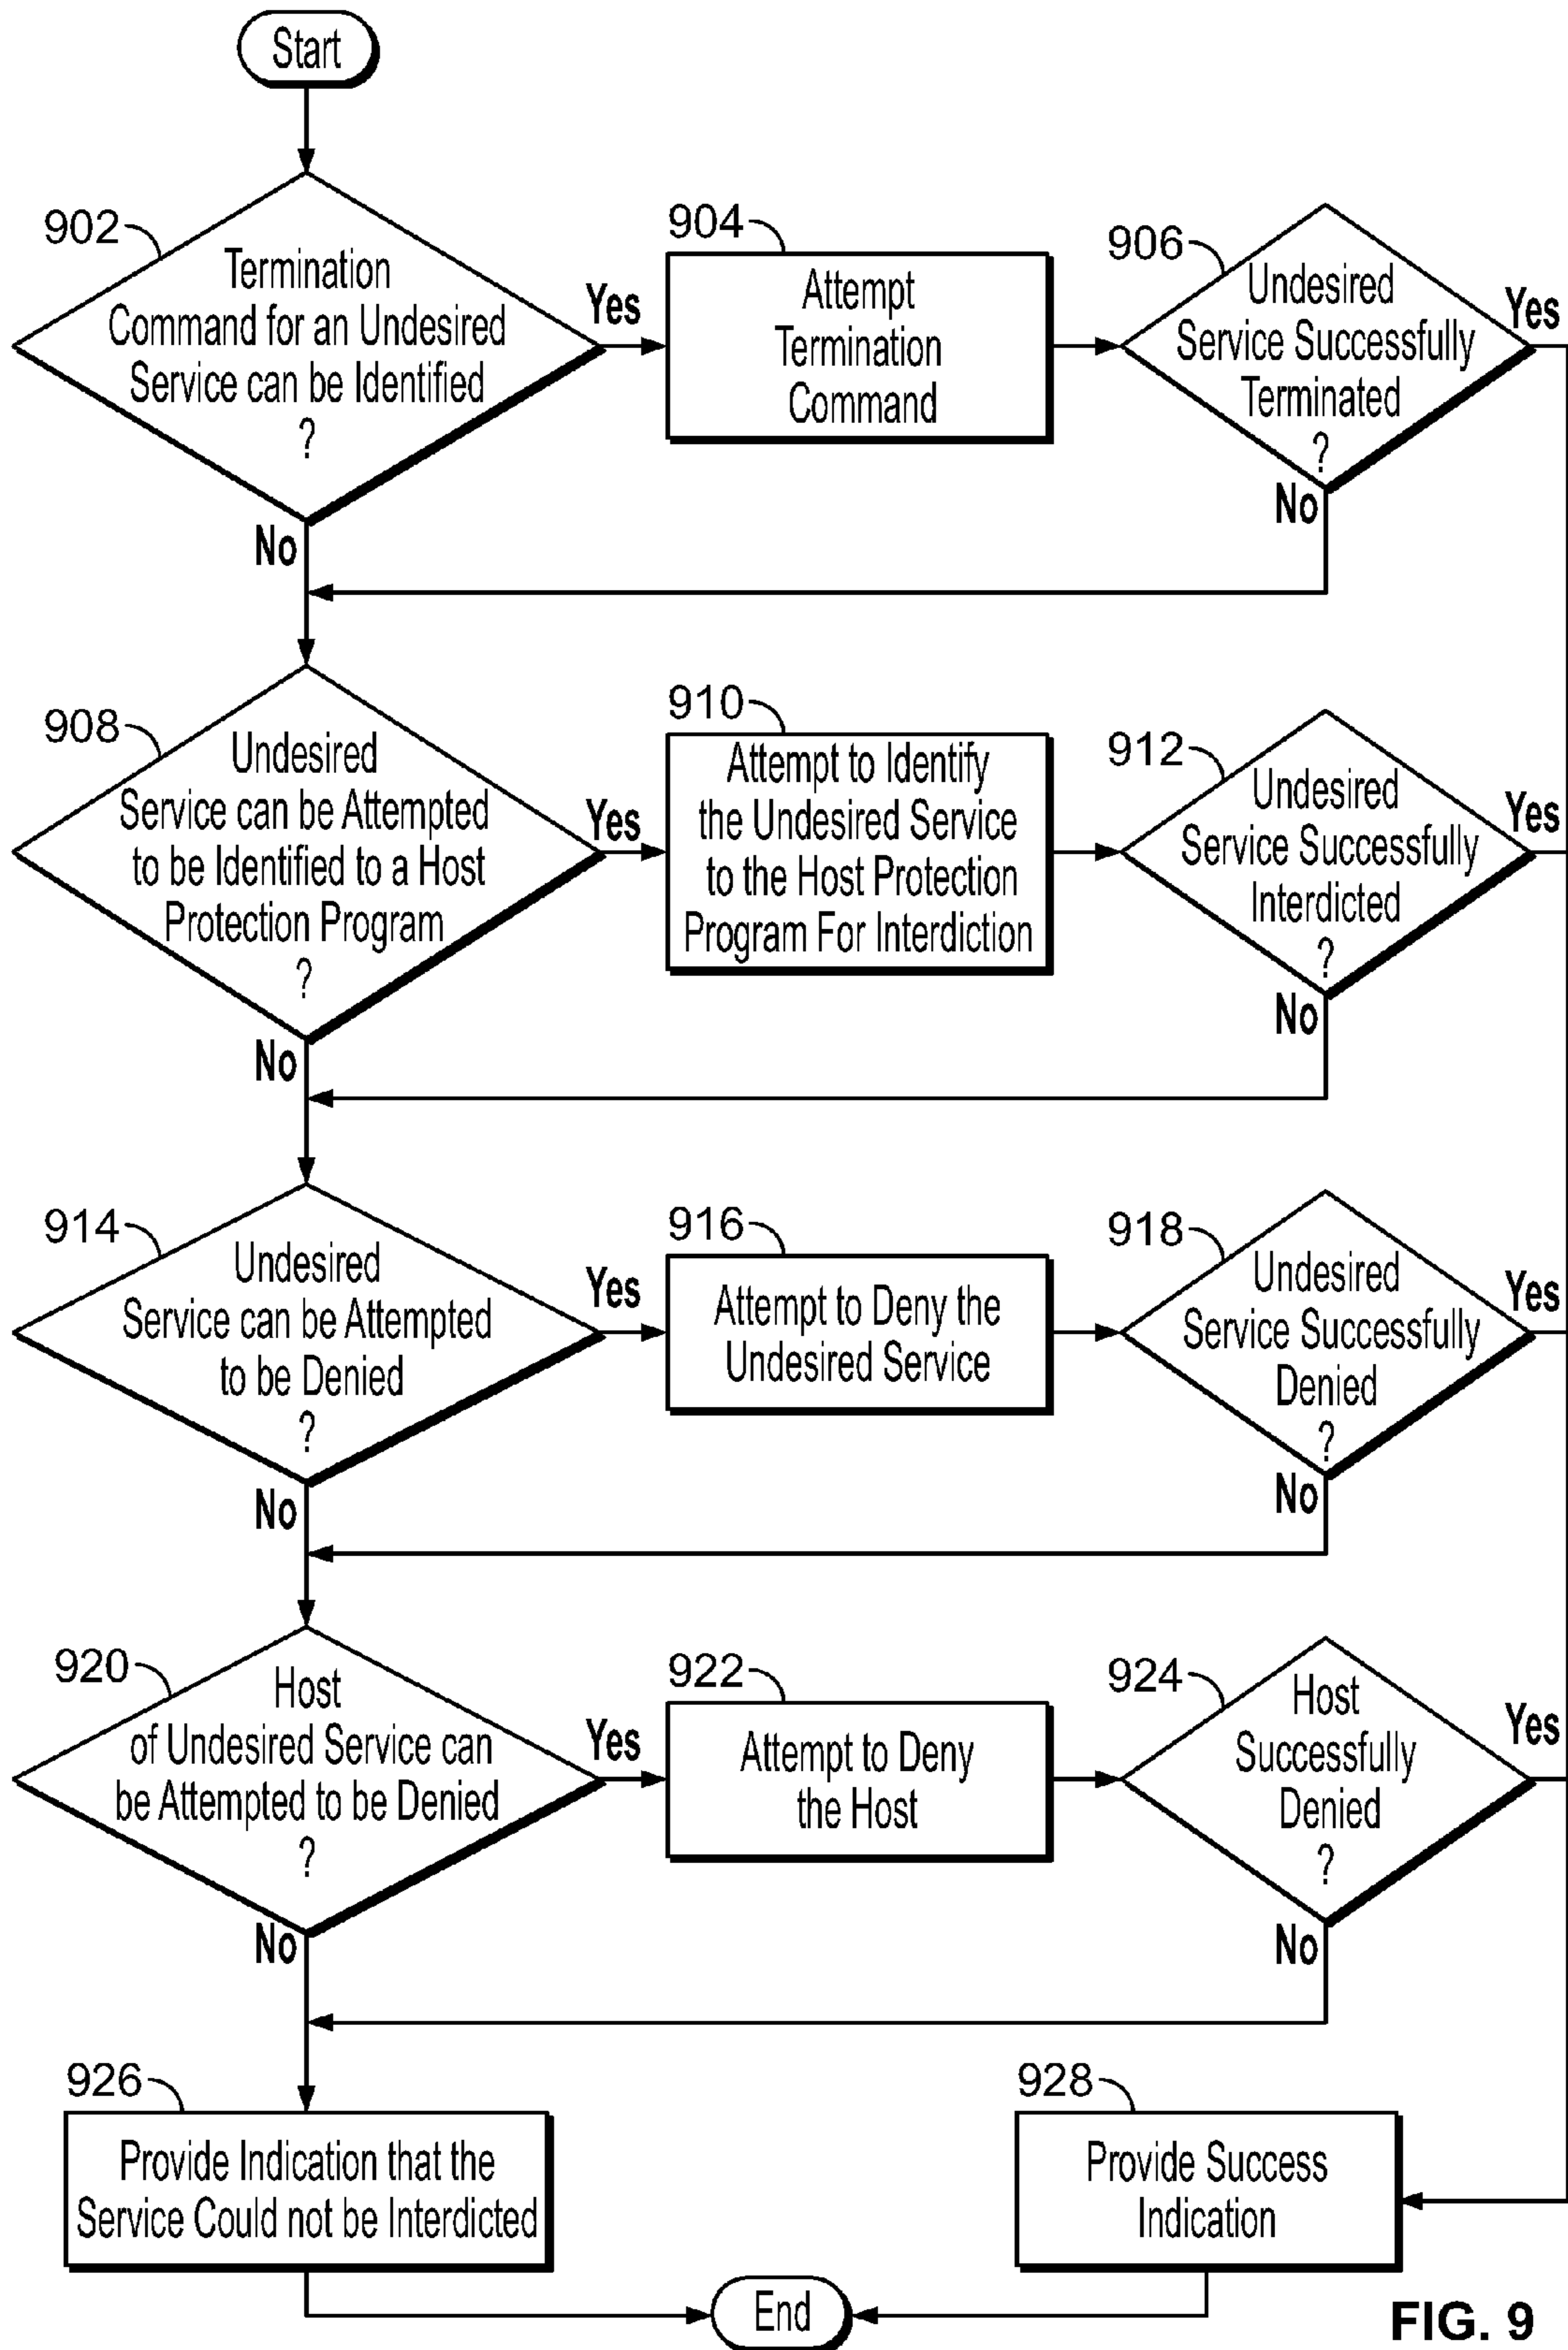 Start
902
Termination
Command for an Undesired
Service can be Identified
?
Yes
No
904
Attempt
Termination
Command
906
Undesired
Service Successfully
Terminated
?
Yes
No
908
Undesired
Service can be Attempted
to be Identified to a Host
Protection Program
?
Yes
No
910
Attempt to Identify
the Undesired Service
to the Host Protection
Program For Interdiction
912
Undesired
Service Successfully
Interdicted
?
Yes
No
914
Undesired
Service can be Attempted
to be Denied
?
Yes
No
916
Attempt to Deny the
Undesired Service
918
Undesired
Service Successfully
Denied
?
Yes
No
920
Host
of Undesired Service can
be Attempted to be Denied
?
Yes
No
922
Attempt to Deny
the Host
924
Host
Successfully
Denied
?
Yes
No
926
Provide Indication that the
Service Could not be Interdicted
928
Provide Success
Indication
End
FIG. 9